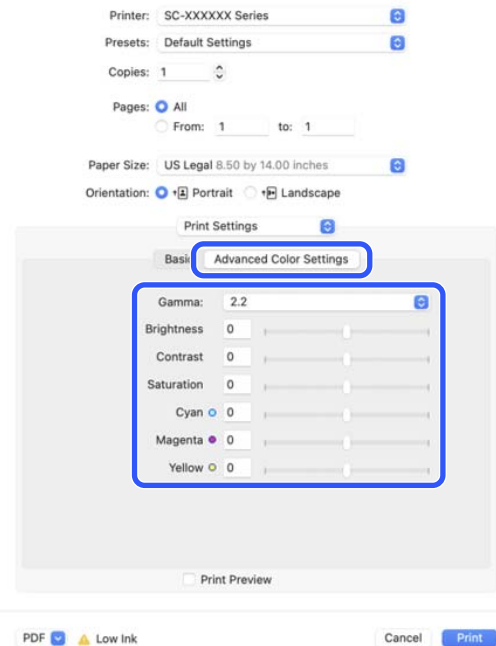 Printer: SC-XXXXXX Series
Presets: Default Settings
Copies: 1
Pages: All
From: 1 to: 1
Paper Size: US Legal 8.50 by 14.00 inches
Orientation: Portrait Landscape
Print Settings
Basic Advanced Color Settings
Gamma: 2.2
Brightness 0
Contrast 0
Saturation 0
Cyan 0
Magenta 0
Yellow 0
Print Preview
PDF Low Ink Cancel Print